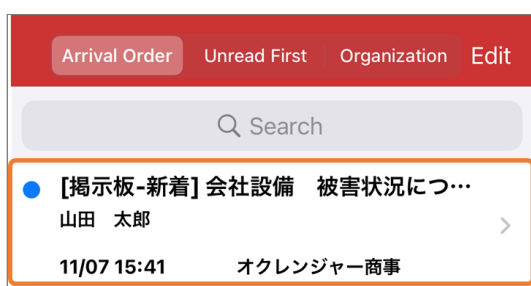 Arrival Order Unread First Organization Edit
Search
[掲示板-新着] 会社設備 被害状況につ…
山田 太郎
11/07 15:41 オクレンジャー商事